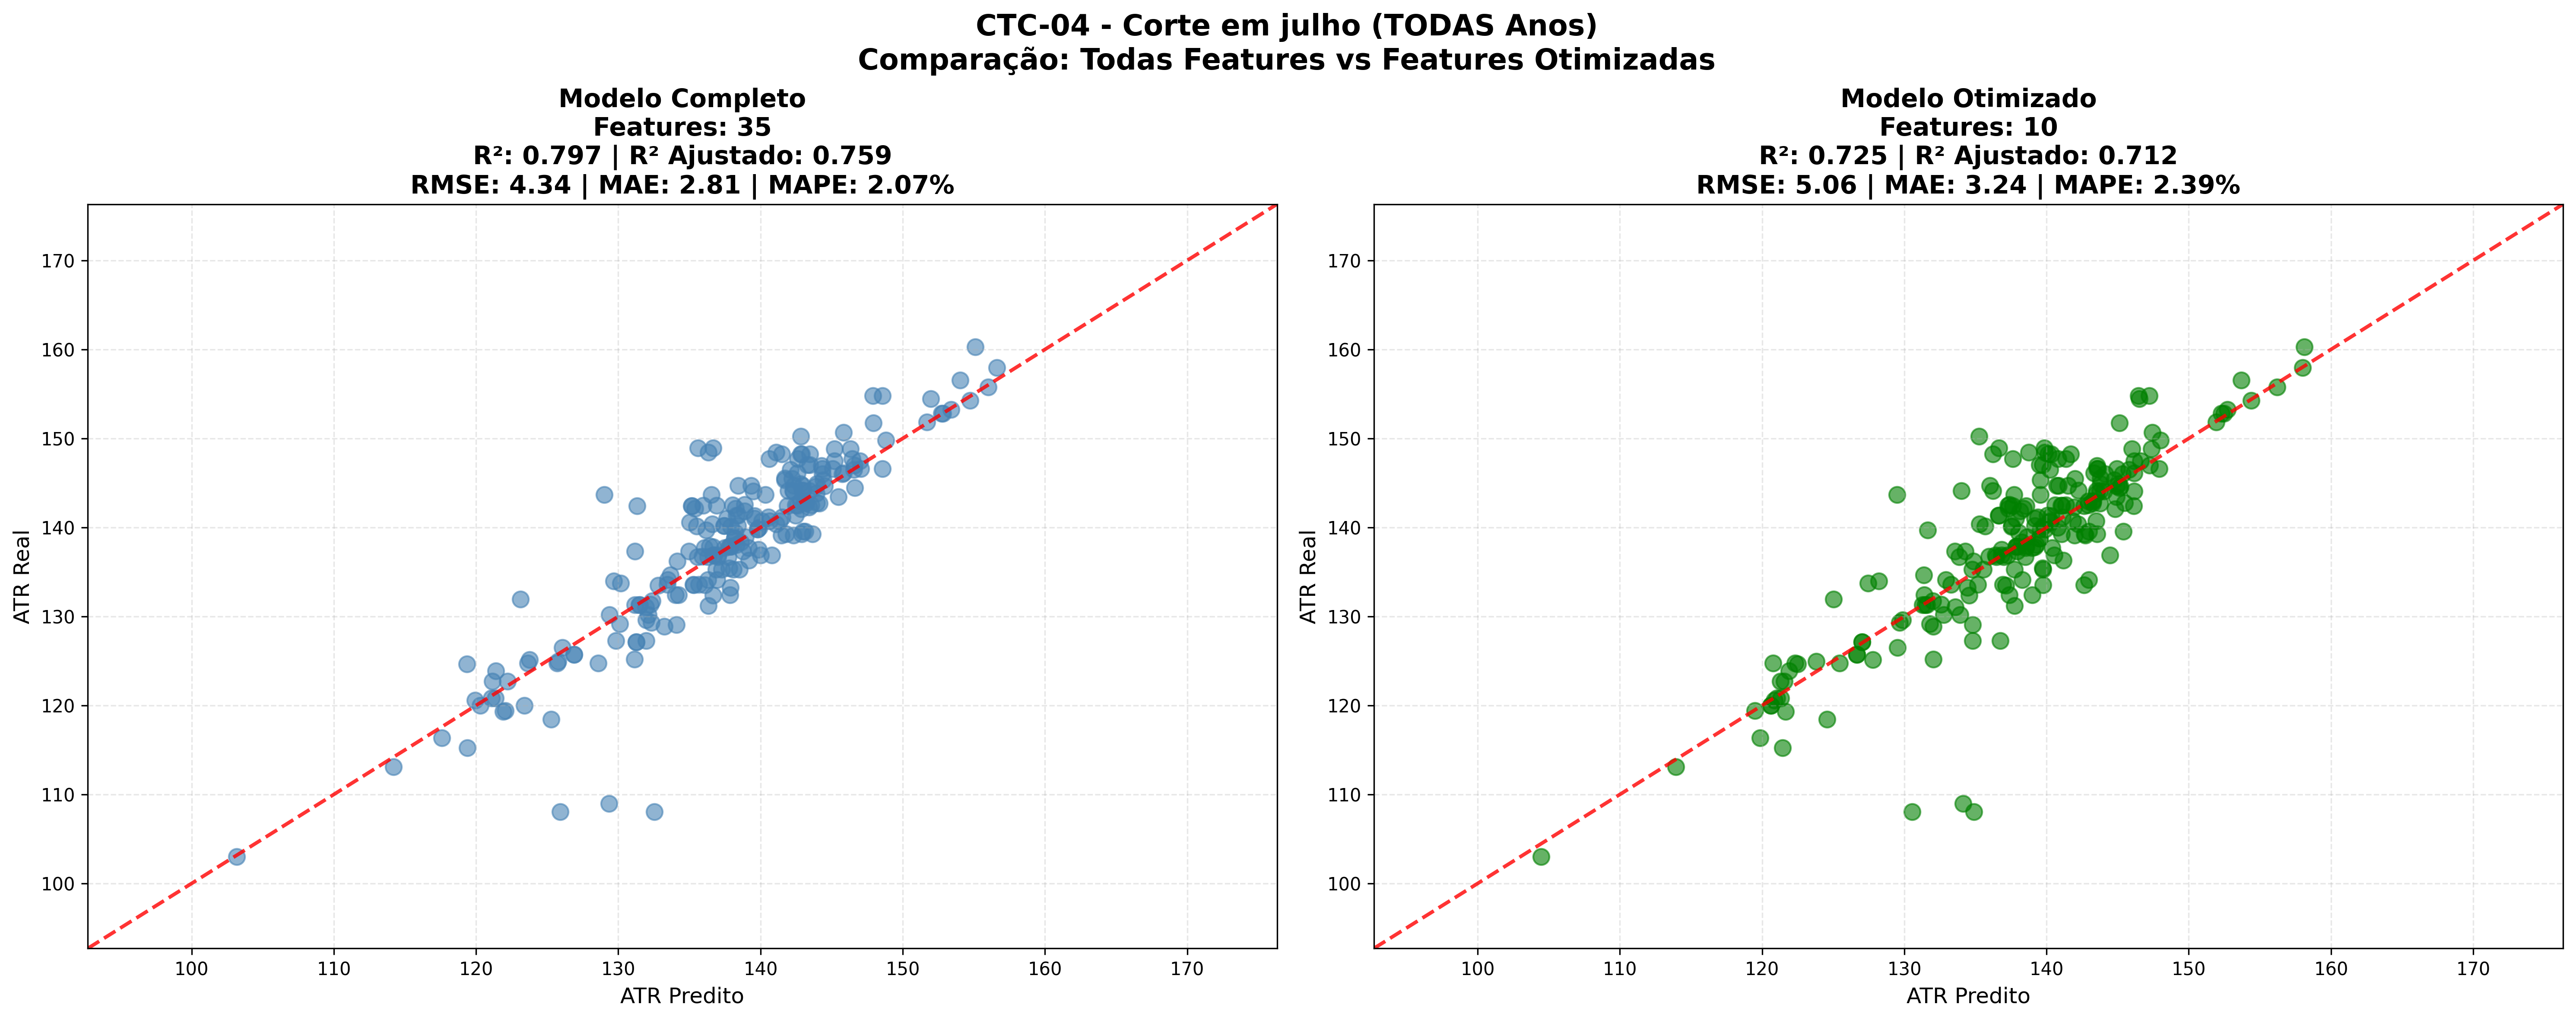 CTC-04 - Corte em julho (TODAS Anos)
Comparação: Todas Features vs Features Otimizadas
Modelo Completo
Features: 35
R²: 0.797 | R² Ajustado: 0.759
RMSE: 4.34 | MAE: 2.81 | MAPE: 2.07%
170
160
150
140
130
120
110
100
ATR Real
100 110 120 130 140 150 160 170
ATR Predito
Modelo Otimizado
Features: 10
R²: 0.725 | R² Ajustado: 0.712
RMSE: 5.06 | MAE: 3.24 | MAPE: 2.39%
170
160
150
140
130
120
110
100
ATR Real
100 110 120 130 140 150 160 170
ATR Predito